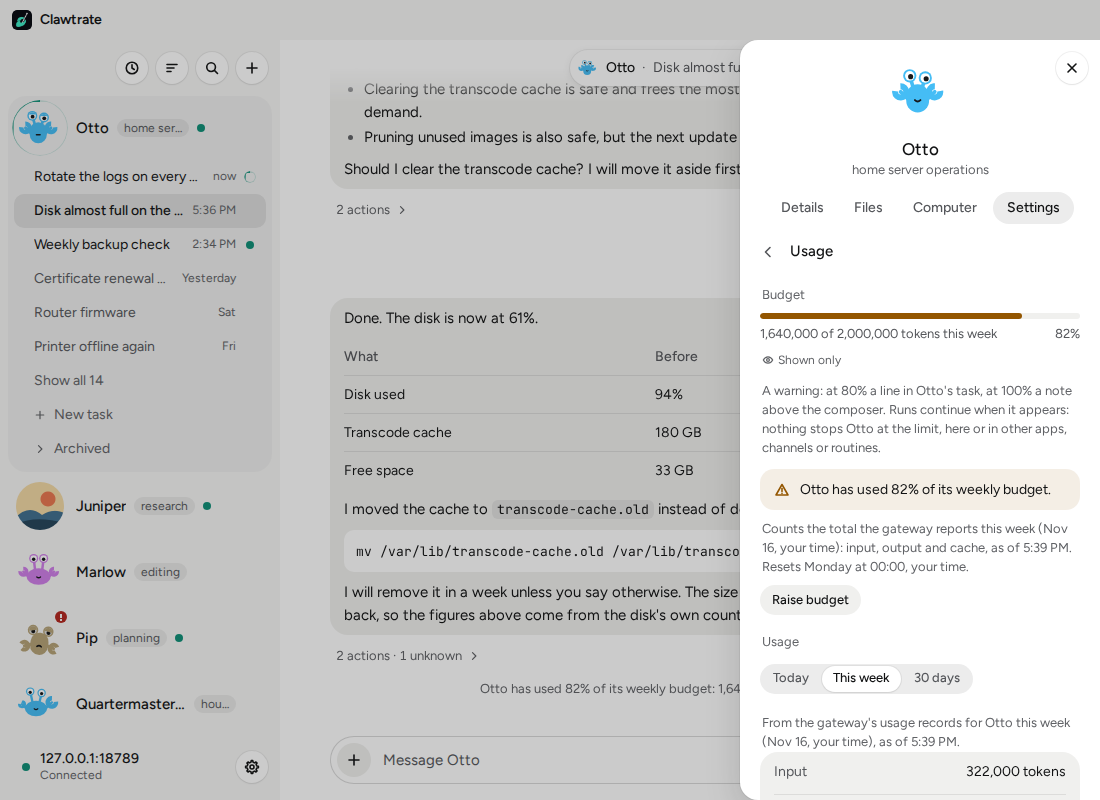 Clawtrate
Otto
home ser...
Rotate the logs on every ...
now
Disk almost full on the ...
5:36 PM
Weekly backup check
2:34 PM
Certificate renewal ...
Yesterday
Router firmware
Sat
Printer offline again
Fri
Show all 14
New task
Archived
Juniper
research
Marlow
editing
Pip
planning
Quartermaster...
hou...
127.0.0.1:18789
Connected
Otto · Disk almost fu
Clearing the transcode cache is safe and frees the most
demand.
Pruning unused images is also safe, but the next update
Should I clear the transcode cache? I will move it aside first
2 actions
Done. The disk is now at 61%.
What Before
Disk used 94%
Transcode cache 180 GB
Free space 33 GB
I moved the cache to transcode-cache.old instead of d
mv /var/lib/transcode-cache.old /var/lib/transco
I will remove it in a week unless you say otherwise. The size
back, so the figures above come from the disk's own count
2 actions · 1 unknown
Otto has used 82% of its weekly budget: 1,64
Message Otto
Otto
home server operations
Details Files Computer Settings
Usage
Budget
1,640,000 of 2,000,000 tokens this week 82%
Shown only
A warning: at 80% a line in Otto's task, at 100% a note
above the composer. Runs continue when it appears:
nothing stops Otto at the limit, here or in other apps,
channels or routines.
Otto has used 82% of its weekly budget.
Counts the total the gateway reports this week (Nov
16, your time): input, output and cache, as of 5:39 PM.
Resets Monday at 00:00, your time.
Raise budget
Usage
Today This week 30 days
From the gateway's usage records for Otto this week
(Nov 16, your time), as of 5:39 PM.
Input 322,000 tokens